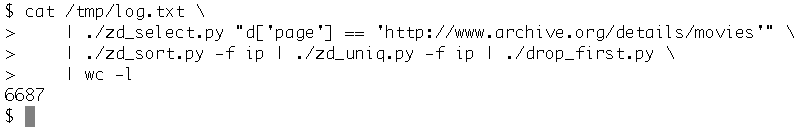 $ cat /tmp/log.txt \
>     | ./zd_select.py "d['page'] == 'http://www.archive.org/details/movies'" \
>     | ./zd_sort.py -f ip | ./zd_uniq.py -f ip | ./drop_first.py \
>     | wc -l
6687
$